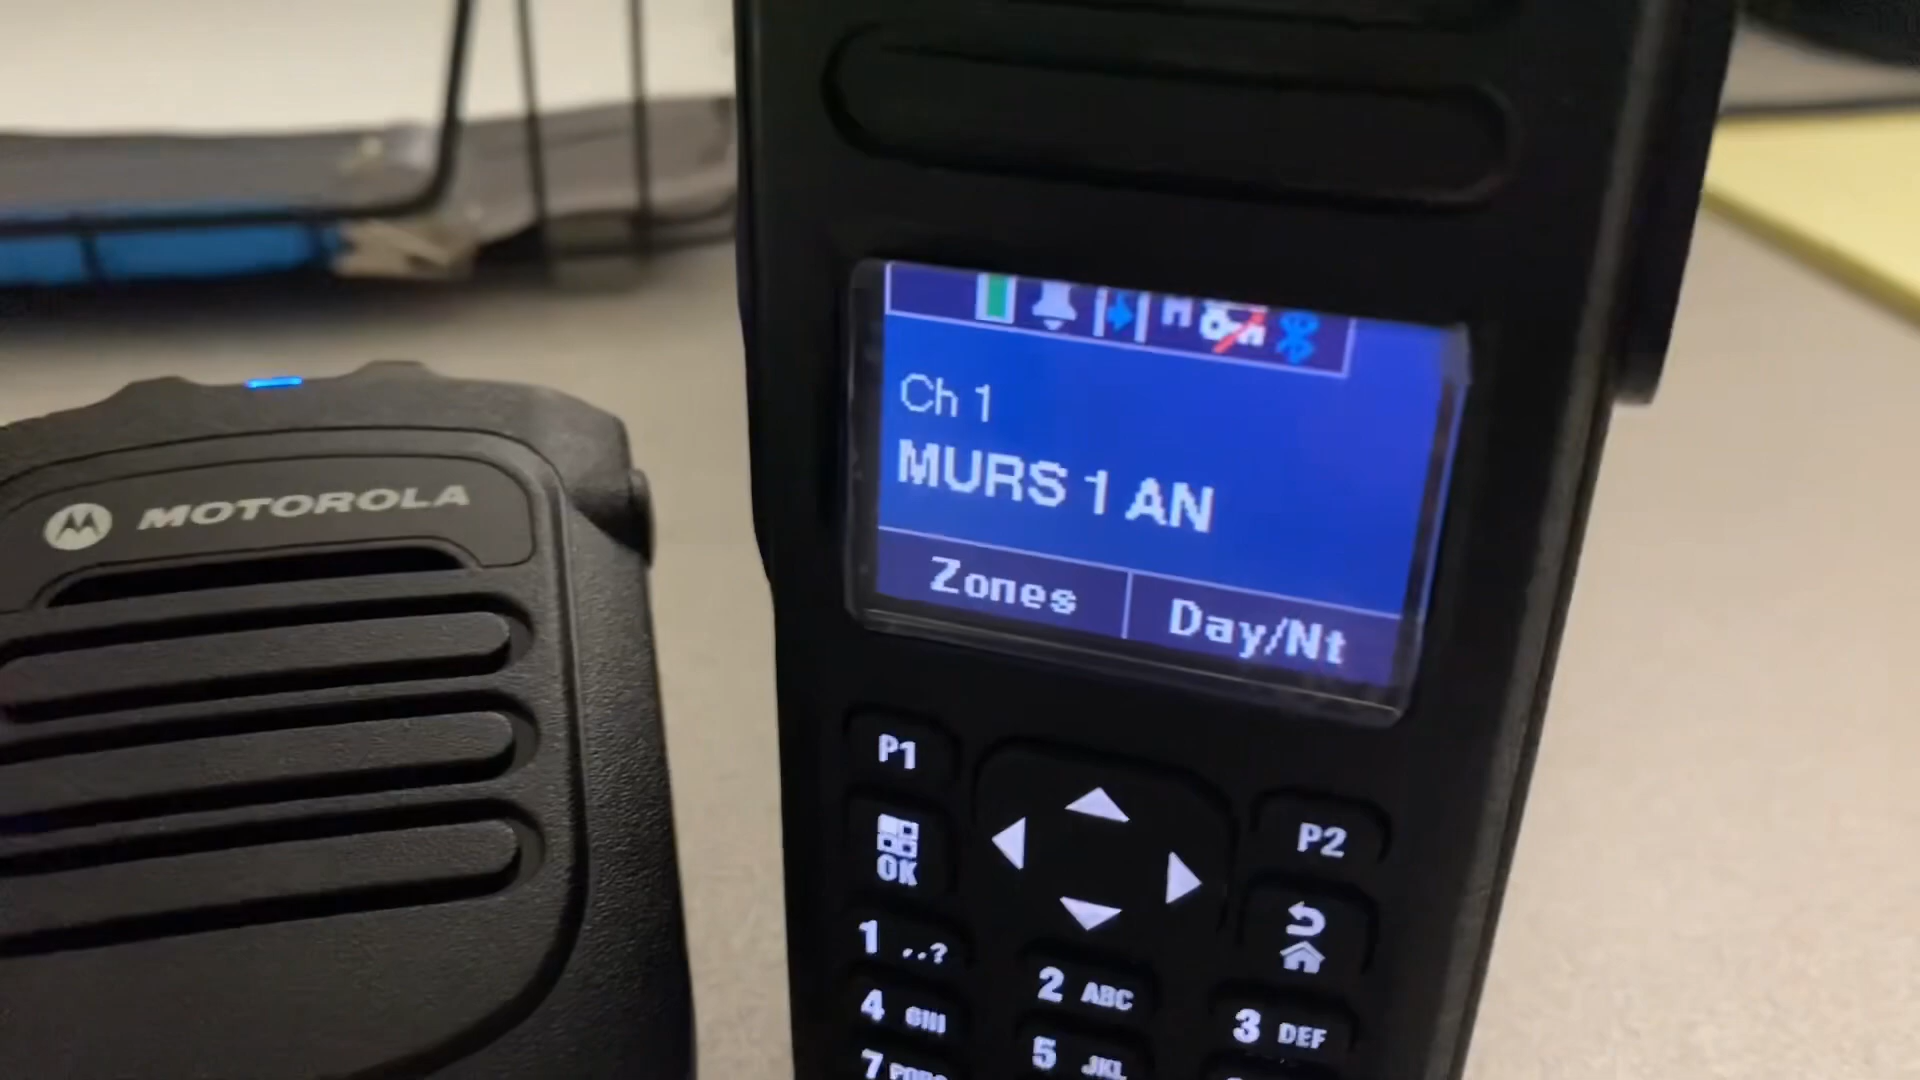 Ch 1
MURS 1 AN
Zones
Day/Nt
MOTOROLA
P1
P2
OK
1 ..?
2 ABC
3 DEF
4 GHI
5 JKL
7